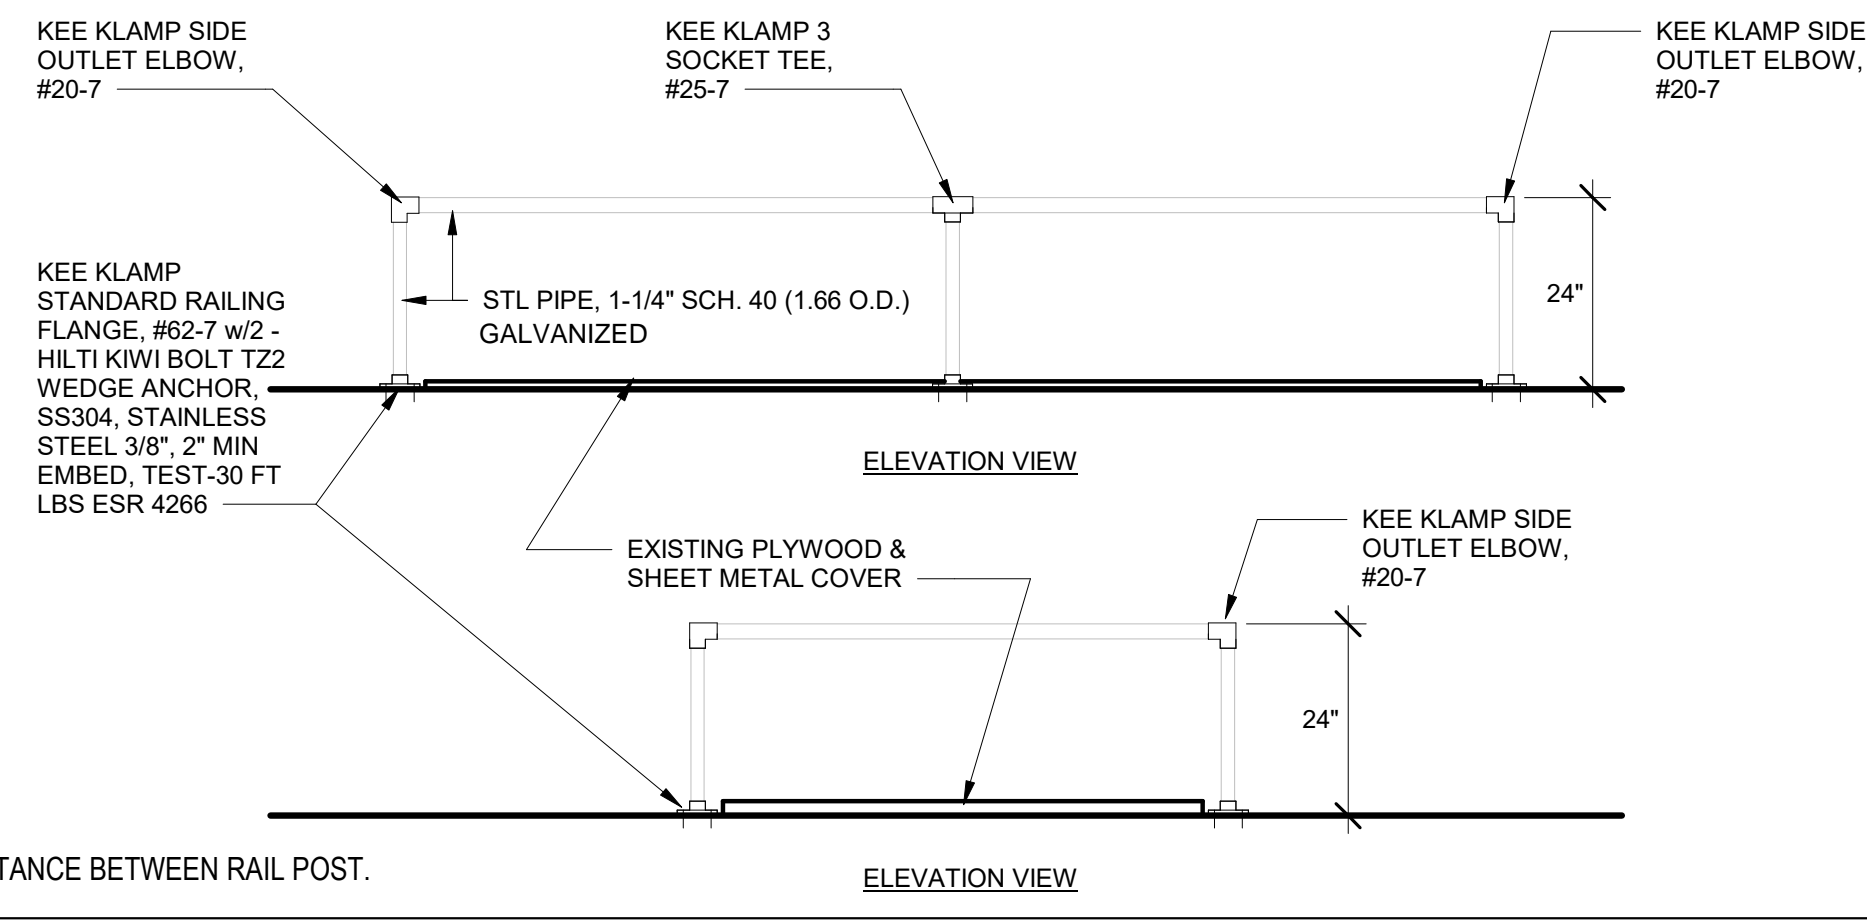 KEE KLAMP SIDE
OUTLET ELBOW,
#20-7
KEE KLAMP 3
SOCKET TEE,
#25-7
KEE KLAMP SIDE
OUTLET ELBOW,
#20-7
KEE KLAMP
STANDARD RAILING
FLANGE, #62-7 w/2 -
HILTI KIWI BOLT TZ2
WEDGE ANCHOR,
SS304, STAINLESS
STEEL 3/8", 2" MIN
EMBED, TEST-30 FT
LBS ESR 4266
STL PIPE, 1-1/4" SCH. 40 (1.66 O.D.)
GALVANIZED
24"
ELEVATION VIEW
EXISTING PLYWOOD &
SHEET METAL COVER
KEE KLAMP SIDE
OUTLET ELBOW,
#20-7
24"
TANCE BETWEEN RAIL POST.
ELEVATION VIEW